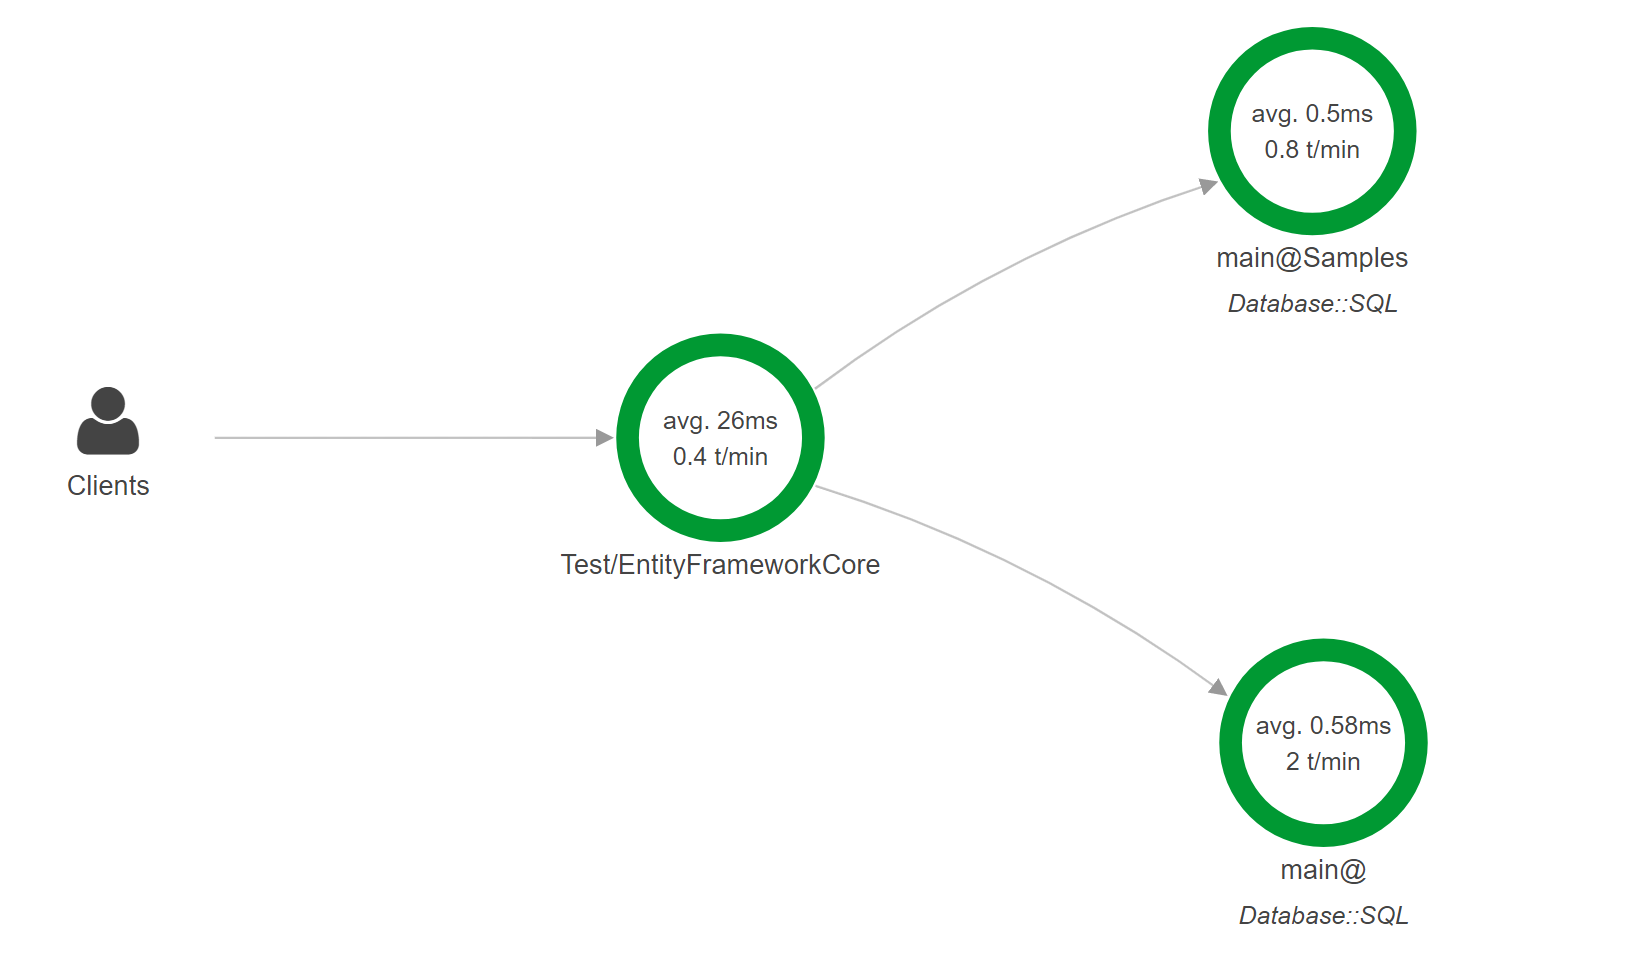 avg. 0.5ms
0.8 t/min
main@Samples
Database::SQL
Clients
avg. 26ms
0.4 t/min
Test/EntityFrameworkCore
avg. 0.58ms
2 t/min
main@
Database::SQL